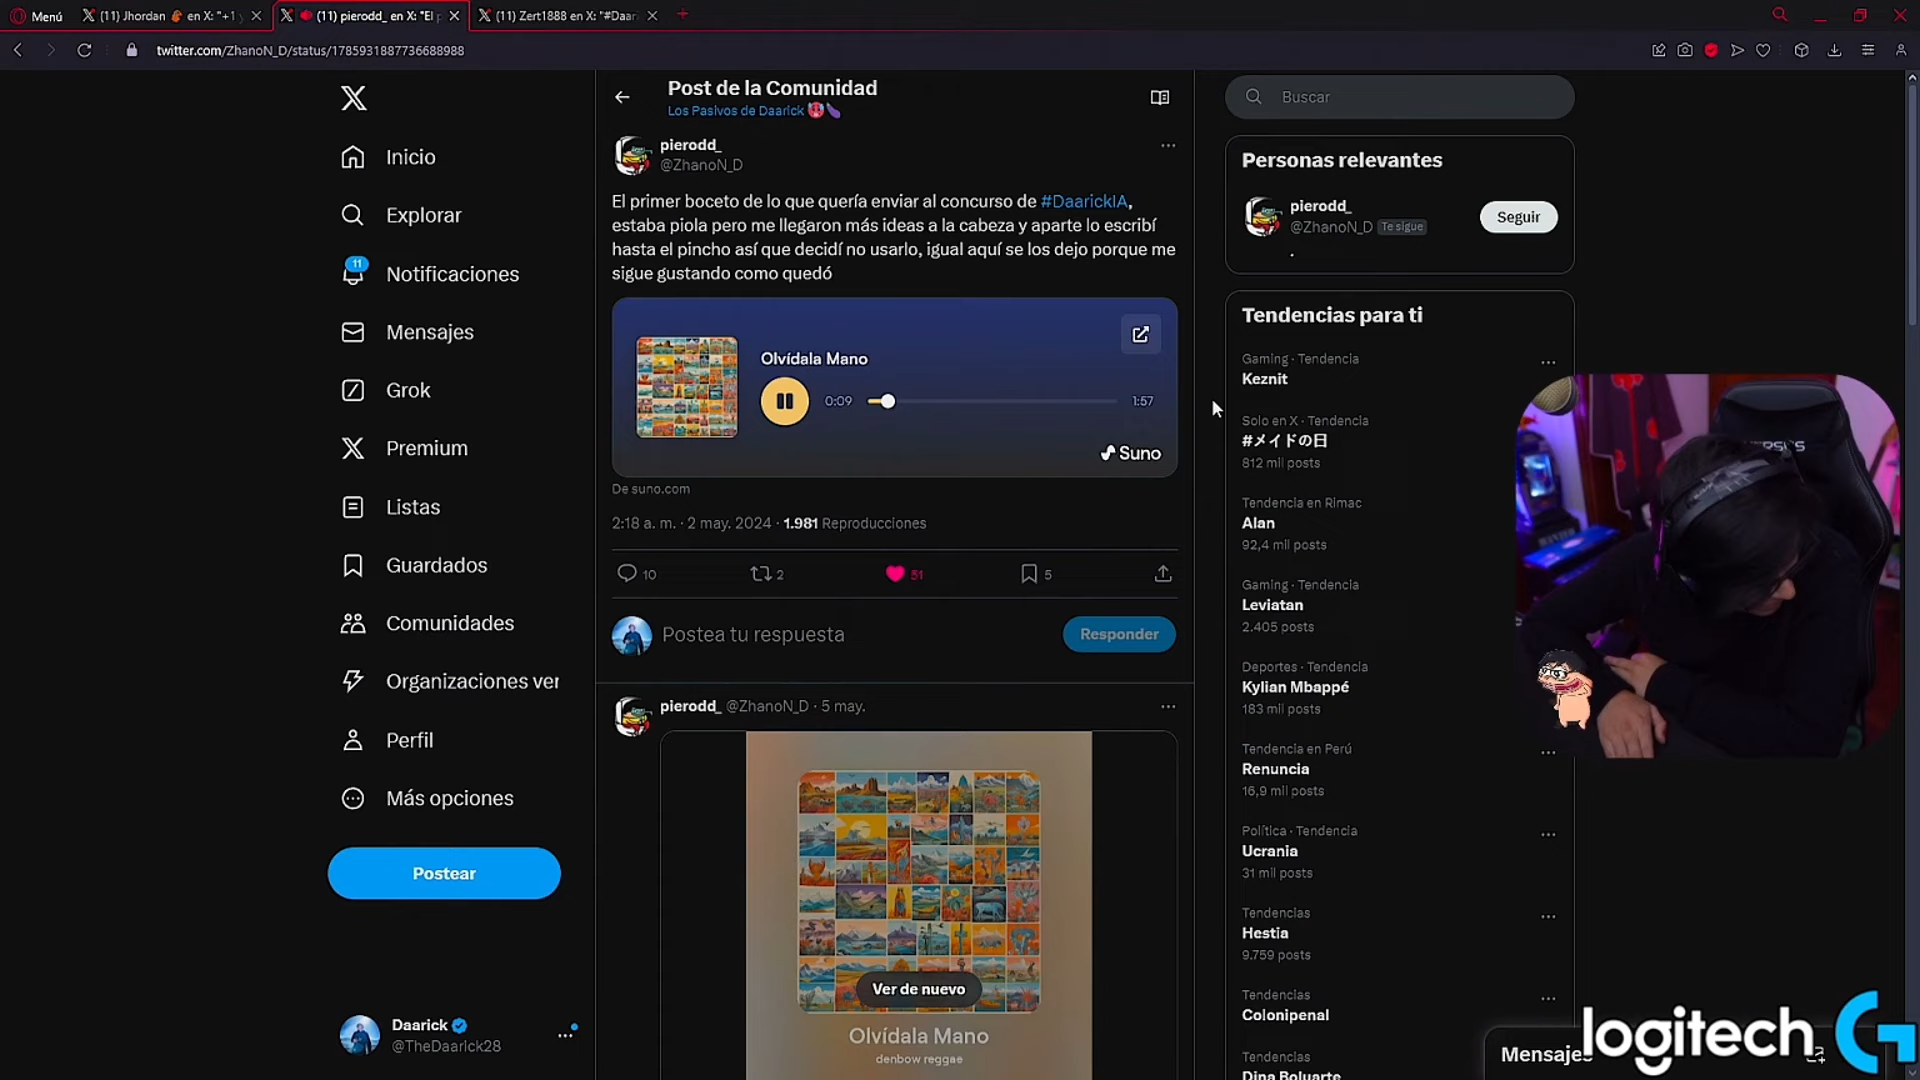 Menú
(11) Jhordan en X: "+1 y
(11) pierodd_ en X: "El p
(11) Zert1888 en X: "#Daar
twitter.com/ZhanoN_D/status/1785931887736688988
Inicio
Explorar
11
Notificaciones
Mensajes
Grok
Premium
Listas
Guardados
Comunidades
Organizaciones ver
Perfil
Más opciones
Postear
Daarick
@TheDaarick28
Post de la Comunidad
Los Pasivos de Daarick
pierodd_
@ZhanoN_D
El primer boceto de lo que quería enviar al concurso de #DaarickIA,
estaba piola pero me llegaron más ideas a la cabeza y aparte lo escribí
hasta el pincho así que decidí no usarlo, igual aquí se los dejo porque me
sigue gustando como quedó
Olvídala Mano
0:09
1:57
Suno
De suno.com
2:18 a. m. · 2 may. 2024 · 1.981 Reproducciones
10
2
51
5
Postea tu respuesta
Responder
pierodd_ @ZhanoN_D · 5 may.
Ver de nuevo
Olvídala Mano
denbow reggae
Buscar
Personas relevantes
pierodd_
@ZhanoN_D Te sigue
.
Seguir
Tendencias para ti
Gaming · Tendencia
Keznit
Solo en X · Tendencia
#メイドの日
812 mil posts
Tendencia en Rimac
Alan
92,4 mil posts
Gaming · Tendencia
Leviatan
2.405 posts
Deportes · Tendencia
Kylian Mbappé
183 mil posts
Tendencia en Perú
Renuncia
16,9 mil posts
Política · Tendencia
Ucrania
31 mil posts
Tendencias
Hestia
9.759 posts
Tendencias
Colonipenal
Tendencias
Dina Boluarte
Mensajes
logitech G